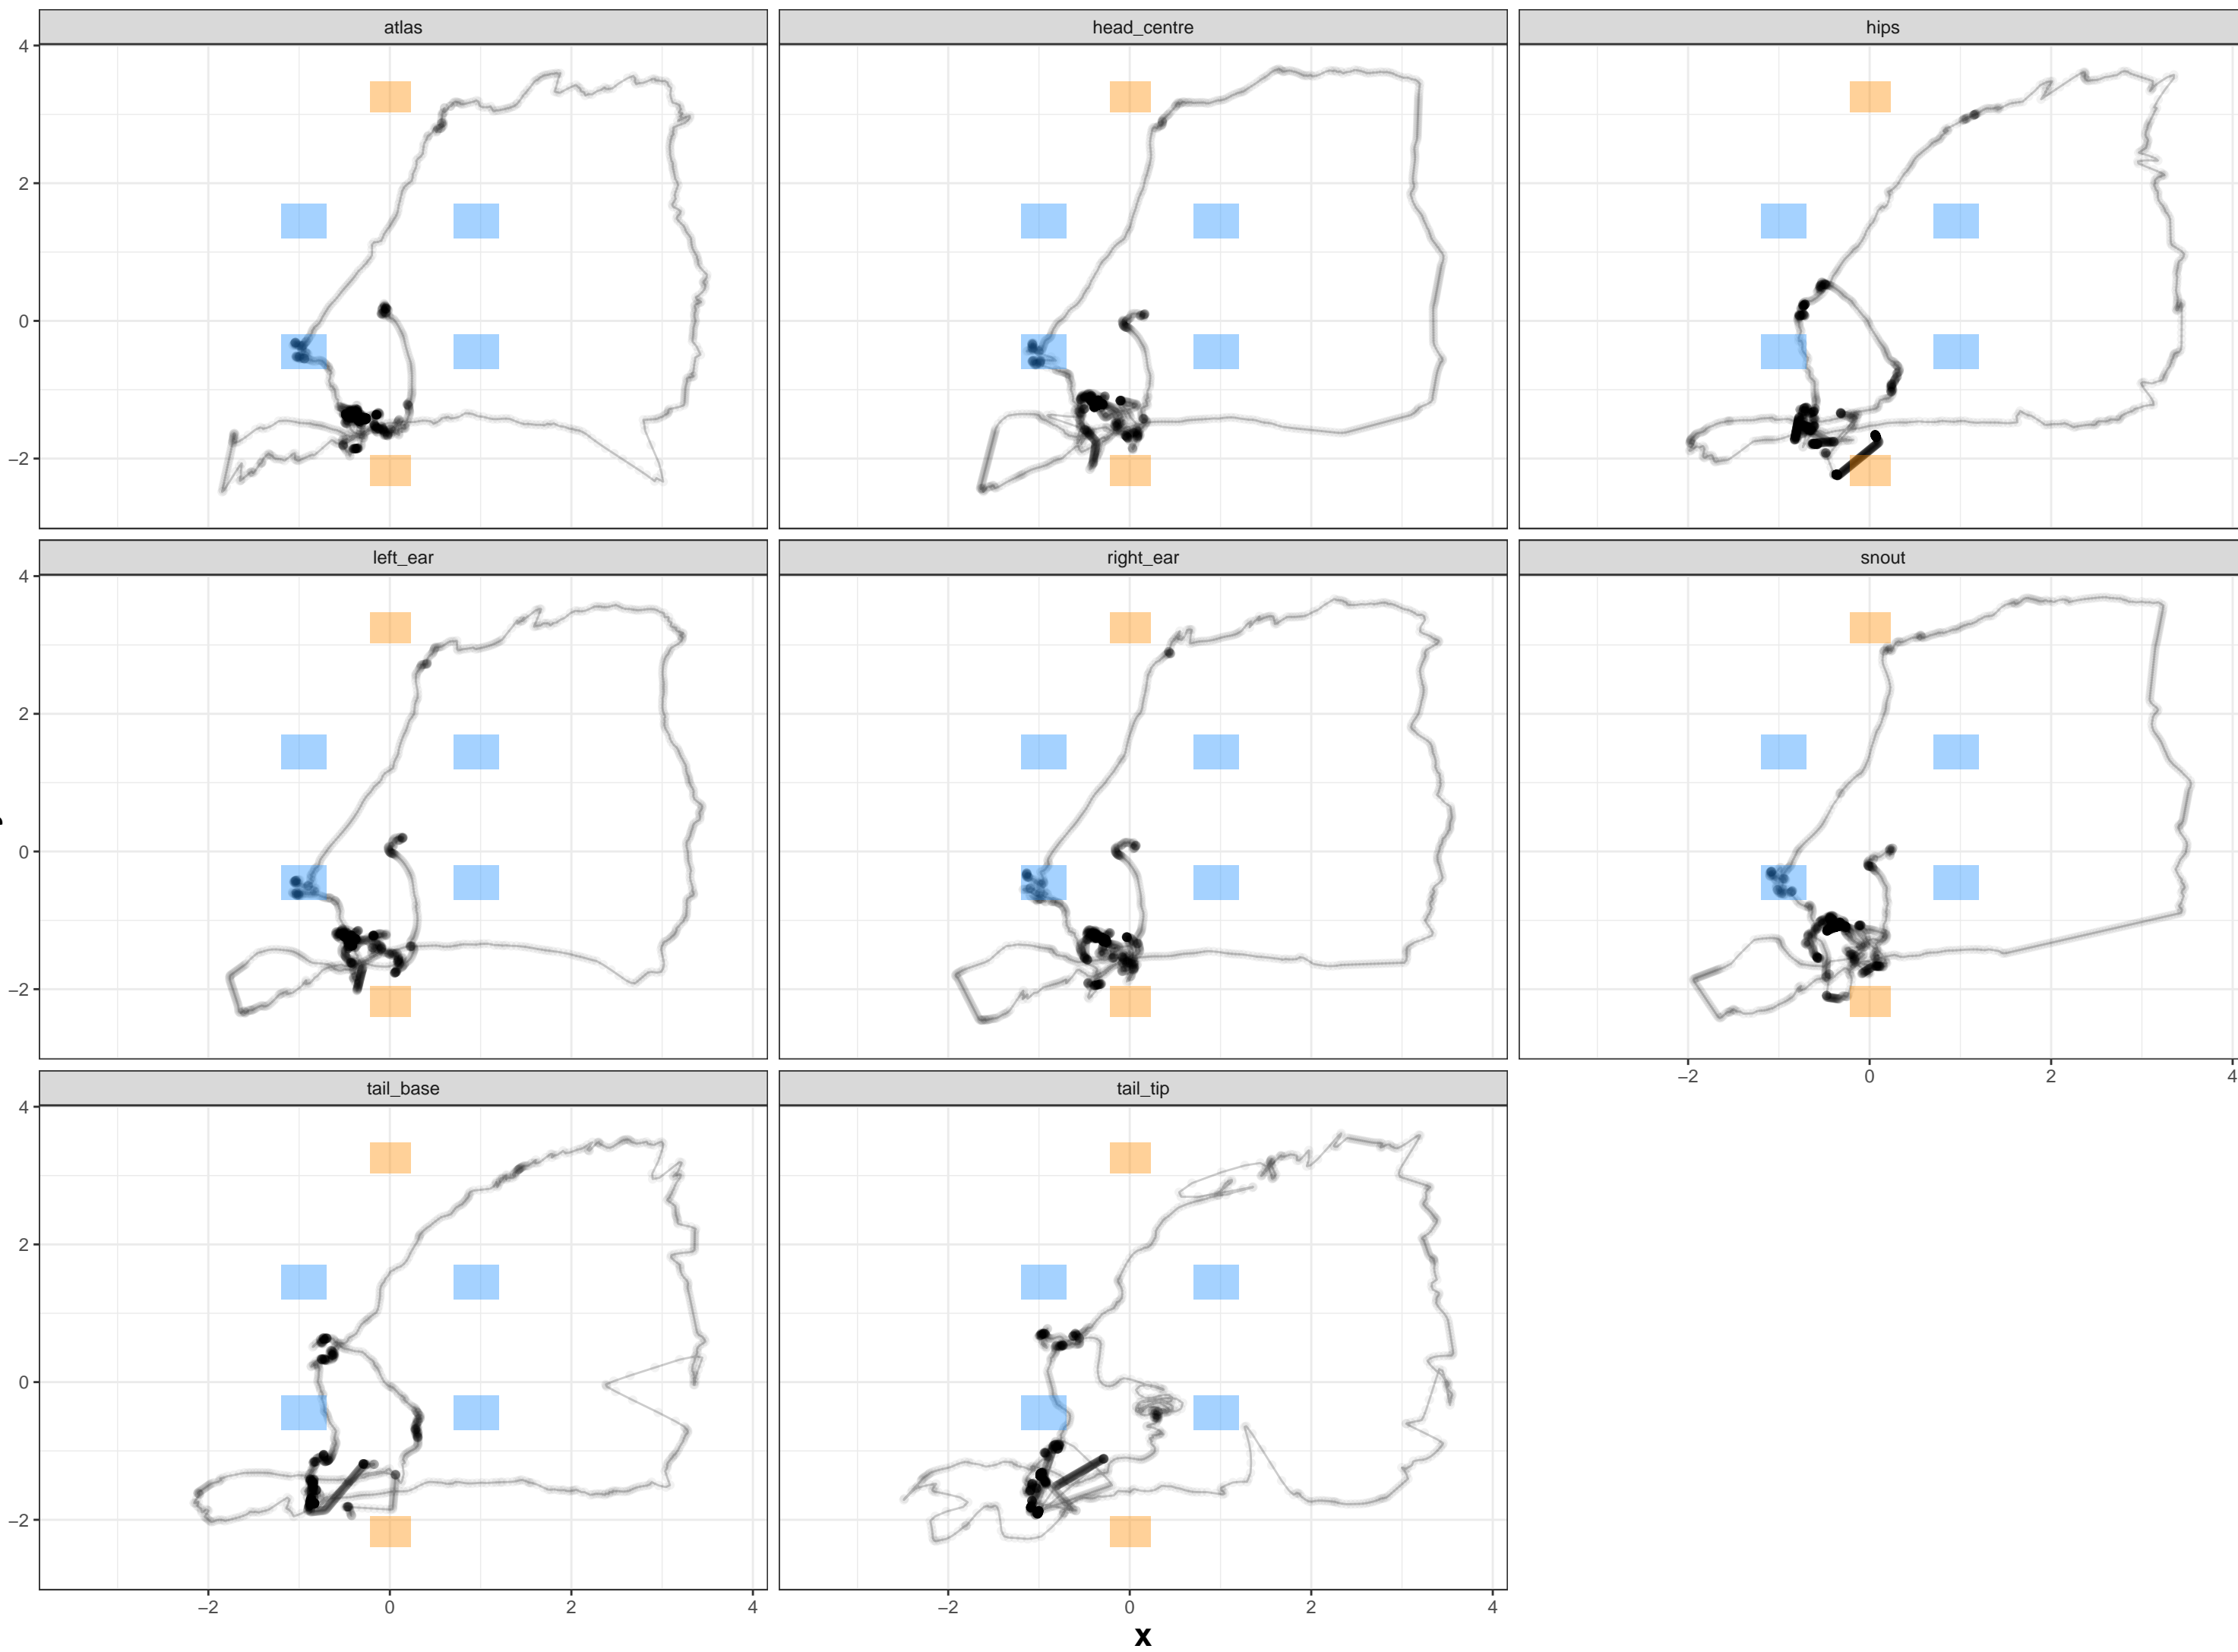 atlas head_centre hips
4
2
0
−2
left_ear right_ear snout
4
2
0
−2
−2 0 2 4
tail_base tail_tip
4
2
0
−2
−2 0 2 4 −2 0 2 4
x